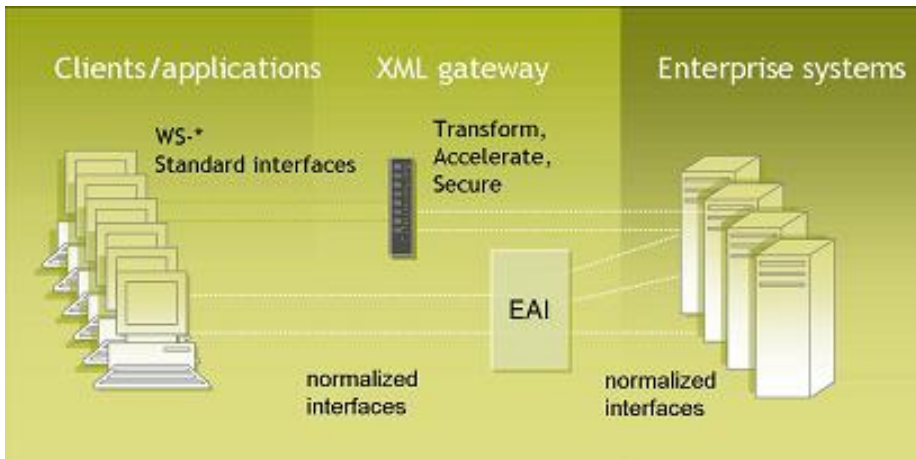 Clients/applications
XML gateway
Enterprise systems
WS-*
Standard interfaces
Transform,
Accelerate,
Secure
EAI
normalized
interfaces
normalized
interfaces